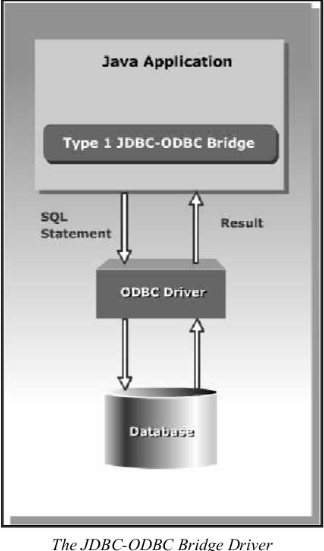 Java Application
Type 1 JDBC-ODBC Bridge
SQL
Statement
Result
ODBC Driver
Database
The JDBC-ODBC Bridge Driver